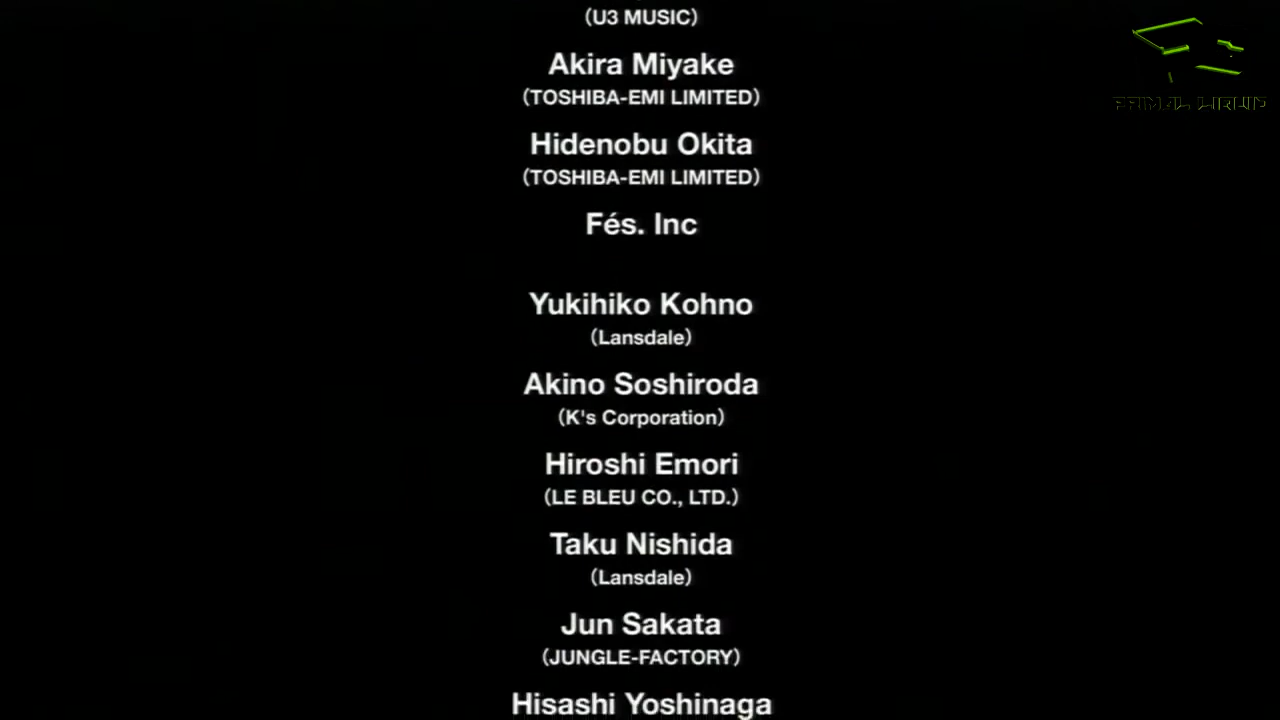 (U3 MUSIC)
Akira Miyake
(TOSHIBA-EMI LIMITED)
Hidenobu Okita
(TOSHIBA-EMI LIMITED)
Fés. Inc
Yukihiko Kohno
(Lansdale)
Akino Soshiroda
(K's Corporation)
Hiroshi Emori
(LE BLEU CO., LTD.)
Taku Nishida
(Lansdale)
Jun Sakata
(JUNGLE-FACTORY)
Hisashi Yoshinaga